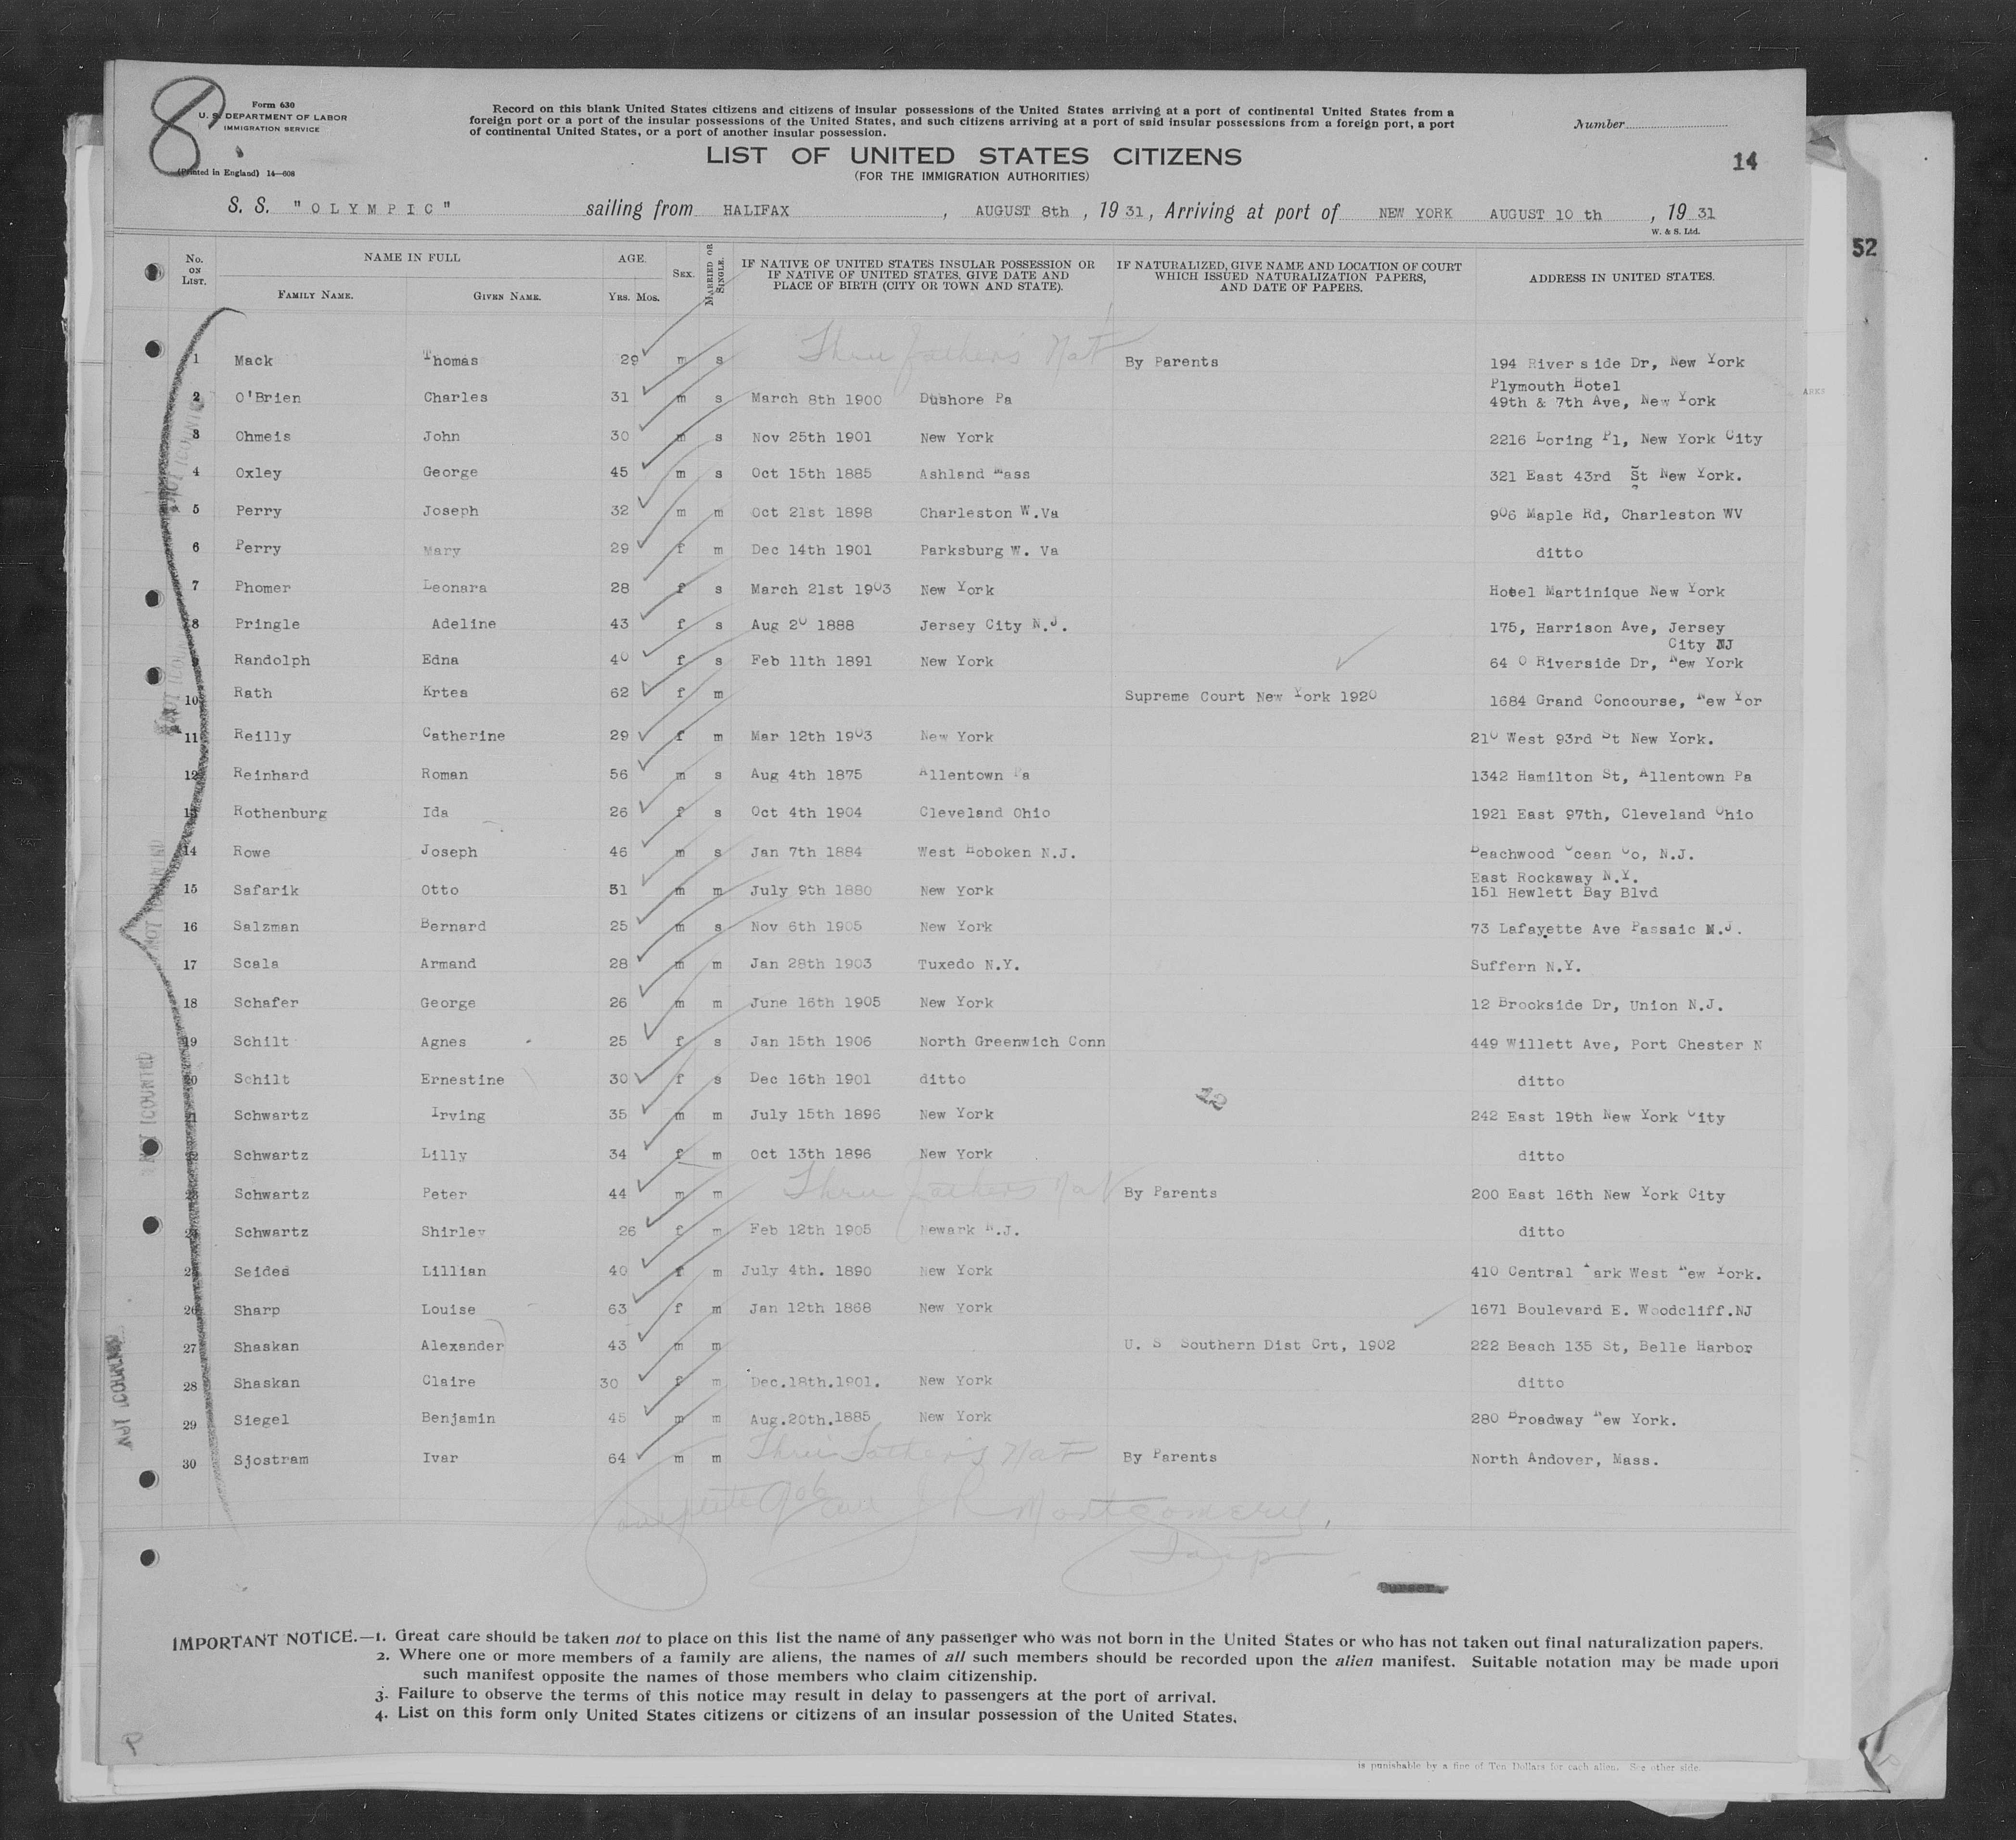 8
Form 630
U. S. DEPARTMENT OF LABOR
IMMIGRATION SERVICE
(Printed in England) 14—608
Record on this blank United States citizens and citizens of insular possessions of the United States arriving at a port of continental United States from a
foreign port or a port of the insular possessions of the United States, and such citizens arriving at a port of said insular possessions from a foreign port, a port
of continental United States, or a port of another insular possession.
Number
LIST OF UNITED STATES CITIZENS
(FOR THE IMMIGRATION AUTHORITIES)
14
S. S. "OLYMPIC" sailing from HALIFAX, AUGUST 8th, 1931, Arriving at port of NEW YORK AUGUST 10 th, 19 31
W. & S. Ltd.
52
No. ON LIST. NAME IN FULL FAMILY NAME. GIVEN NAME. AGE. YRS. MOS. SEX. MARRIED OR SINGLE. IF NATIVE OF UNITED STATES INSULAR POSSESSION OR IF NATIVE OF UNITED STATES, GIVE DATE AND PLACE OF BIRTH (CITY OR TOWN AND STATE). IF NATURALIZED, GIVE NAME AND LOCATION OF COURT WHICH ISSUED NATURALIZATION PAPERS, AND DATE OF PAPERS. ADDRESS IN UNITED STATES.
1 Mack Thomas 29 m s Thru father's Nat By Parents 194 Riverside Dr, New York
Plymouth Hotel
2 O'Brien Charles 31 m s March 8th 1900 Dushore Pa 49th & 7th Ave, New York
3 Ohmeis John 30 m s Nov 25th 1901 New York 2216 Loring Pl, New York City
4 Oxley George 45 m s Oct 15th 1885 Ashland Mass 321 East 43rd St New York.
5 Perry Joseph 32 m m Oct 21st 1898 Charleston W.Va 906 Maple Rd, Charleston WV
6 Perry Mary 29 f m Dec 14th 1901 Parksburg W. Va ditto
7 Phomer Leonara 28 f s March 21st 1903 New York Hotel Martinique New York
8 Pringle Adeline 43 f s Aug 20 1888 Jersey City N.J. 175, Harrison Ave, Jersey
City NJ
9 Randolph Edna 40 f s Feb 11th 1891 New York 64 0 Riverside Dr, New York
10 Rath Krtes 62 f m Supreme Court New York 1920 1684 Grand Concourse, New Yor
11 Reilly Catherine 29 f m Mar 12th 1903 New York 210 West 93rd St New York.
12 Reinhard Roman 56 m s Aug 4th 1875 Allentown Pa 1342 Hamilton St, Allentown Pa
13 Rothenburg Ida 26 f s Oct 4th 1904 Cleveland Ohio 1921 East 97th, Cleveland Ohio
14 Rowe Joseph 46 m s Jan 7th 1884 West Hoboken N.J. Beachwood Ocean Co, N.J.
East Rockaway N.Y.
15 Safarik Otto 51 m m July 9th 1880 New York 151 Hewlett Bay Blvd
16 Salzman Bernard 25 m s Nov 6th 1905 New York 73 Lafayette Ave Passaic N.J.
17 Scala Armand 28 m m Jan 28th 1903 Tuxedo N.Y. Suffern N.Y.
18 Schafer George 26 m m June 16th 1905 New York 12 Brookside Dr, Union N.J.
19 Schilt Agnes 25 f s Jan 15th 1906 North Greenwich Conn 449 Willett Ave, Port Chester N
20 Schilt Ernestine 30 f s Dec 16th 1901 ditto ditto
22
21 Schwartz Irving 35 m m July 15th 1896 New York 242 East 19th New York City
22 Schwartz Lilly 34 f m Oct 13th 1896 New York ditto
23 Schwartz Peter 44 m m Thru father's Nat By Parents 200 East 16th New York City
24 Schwartz Shirley 26 f m Feb 12th 1905 Newark N.J. ditto
25 Seides Lillian 40 f m July 4th. 1890 New York 410 Central Park West New York.
26 Sharp Louise 63 f m Jan 12th 1868 New York 1671 Boulevard E. Woodcliff.NJ
27 Shaskan Alexander 43 m m U. S Southern Dist Crt, 1902 222 Beach 135 St, Belle Harbor
28 Shaskan Claire 30 f m Dec.18th.1901. New York ditto
29 Siegel Benjamin 45 m m Aug.20th.1885 New York 280 Broadway New York.
30 Sjostram Ivar 64 m m Thru Father's Nat By Parents North Andover, Mass.
NOT COUNTED
NOT COUNTED
NOT COUNTED
NOT COUNTED
NOT COUNTED
J R Montgomery
Insp
Purser.
IMPORTANT NOTICE.—1. Great care should be taken not to place on this list the name of any passenger who was not born in the United States or who has not taken out final naturalization papers.
2. Where one or more members of a family are aliens, the names of all such members should be recorded upon the alien manifest. Suitable notation may be made upon
such manifest opposite the names of those members who claim citizenship.
3. Failure to observe the terms of this notice may result in delay to passengers at the port of arrival.
4. List on this form only United States citizens or citizens of an insular possession of the United States.
P
is punishable by a fine of Ten Dollars for each alien. See other side.